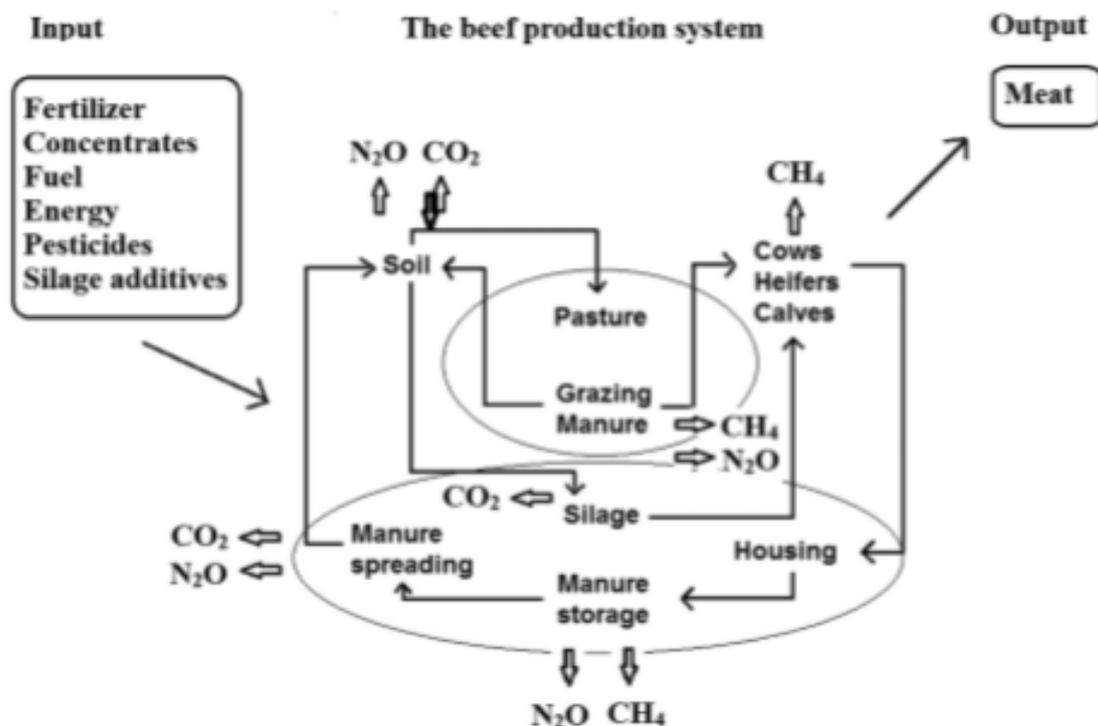 Input
The beef production system
Output
Fertilizer
Concentrates
Fuel
Energy
Pesticides
Silage additives
Meat
N₂O CO₂
CH₄
Soil
Cows
Heifers
Calves
Pasture
Grazing
Manure
CH₄
N₂O
CO₂
Silage
CO₂
N₂O
Manure
spreading
Housing
Manure
storage
N₂O CH₄